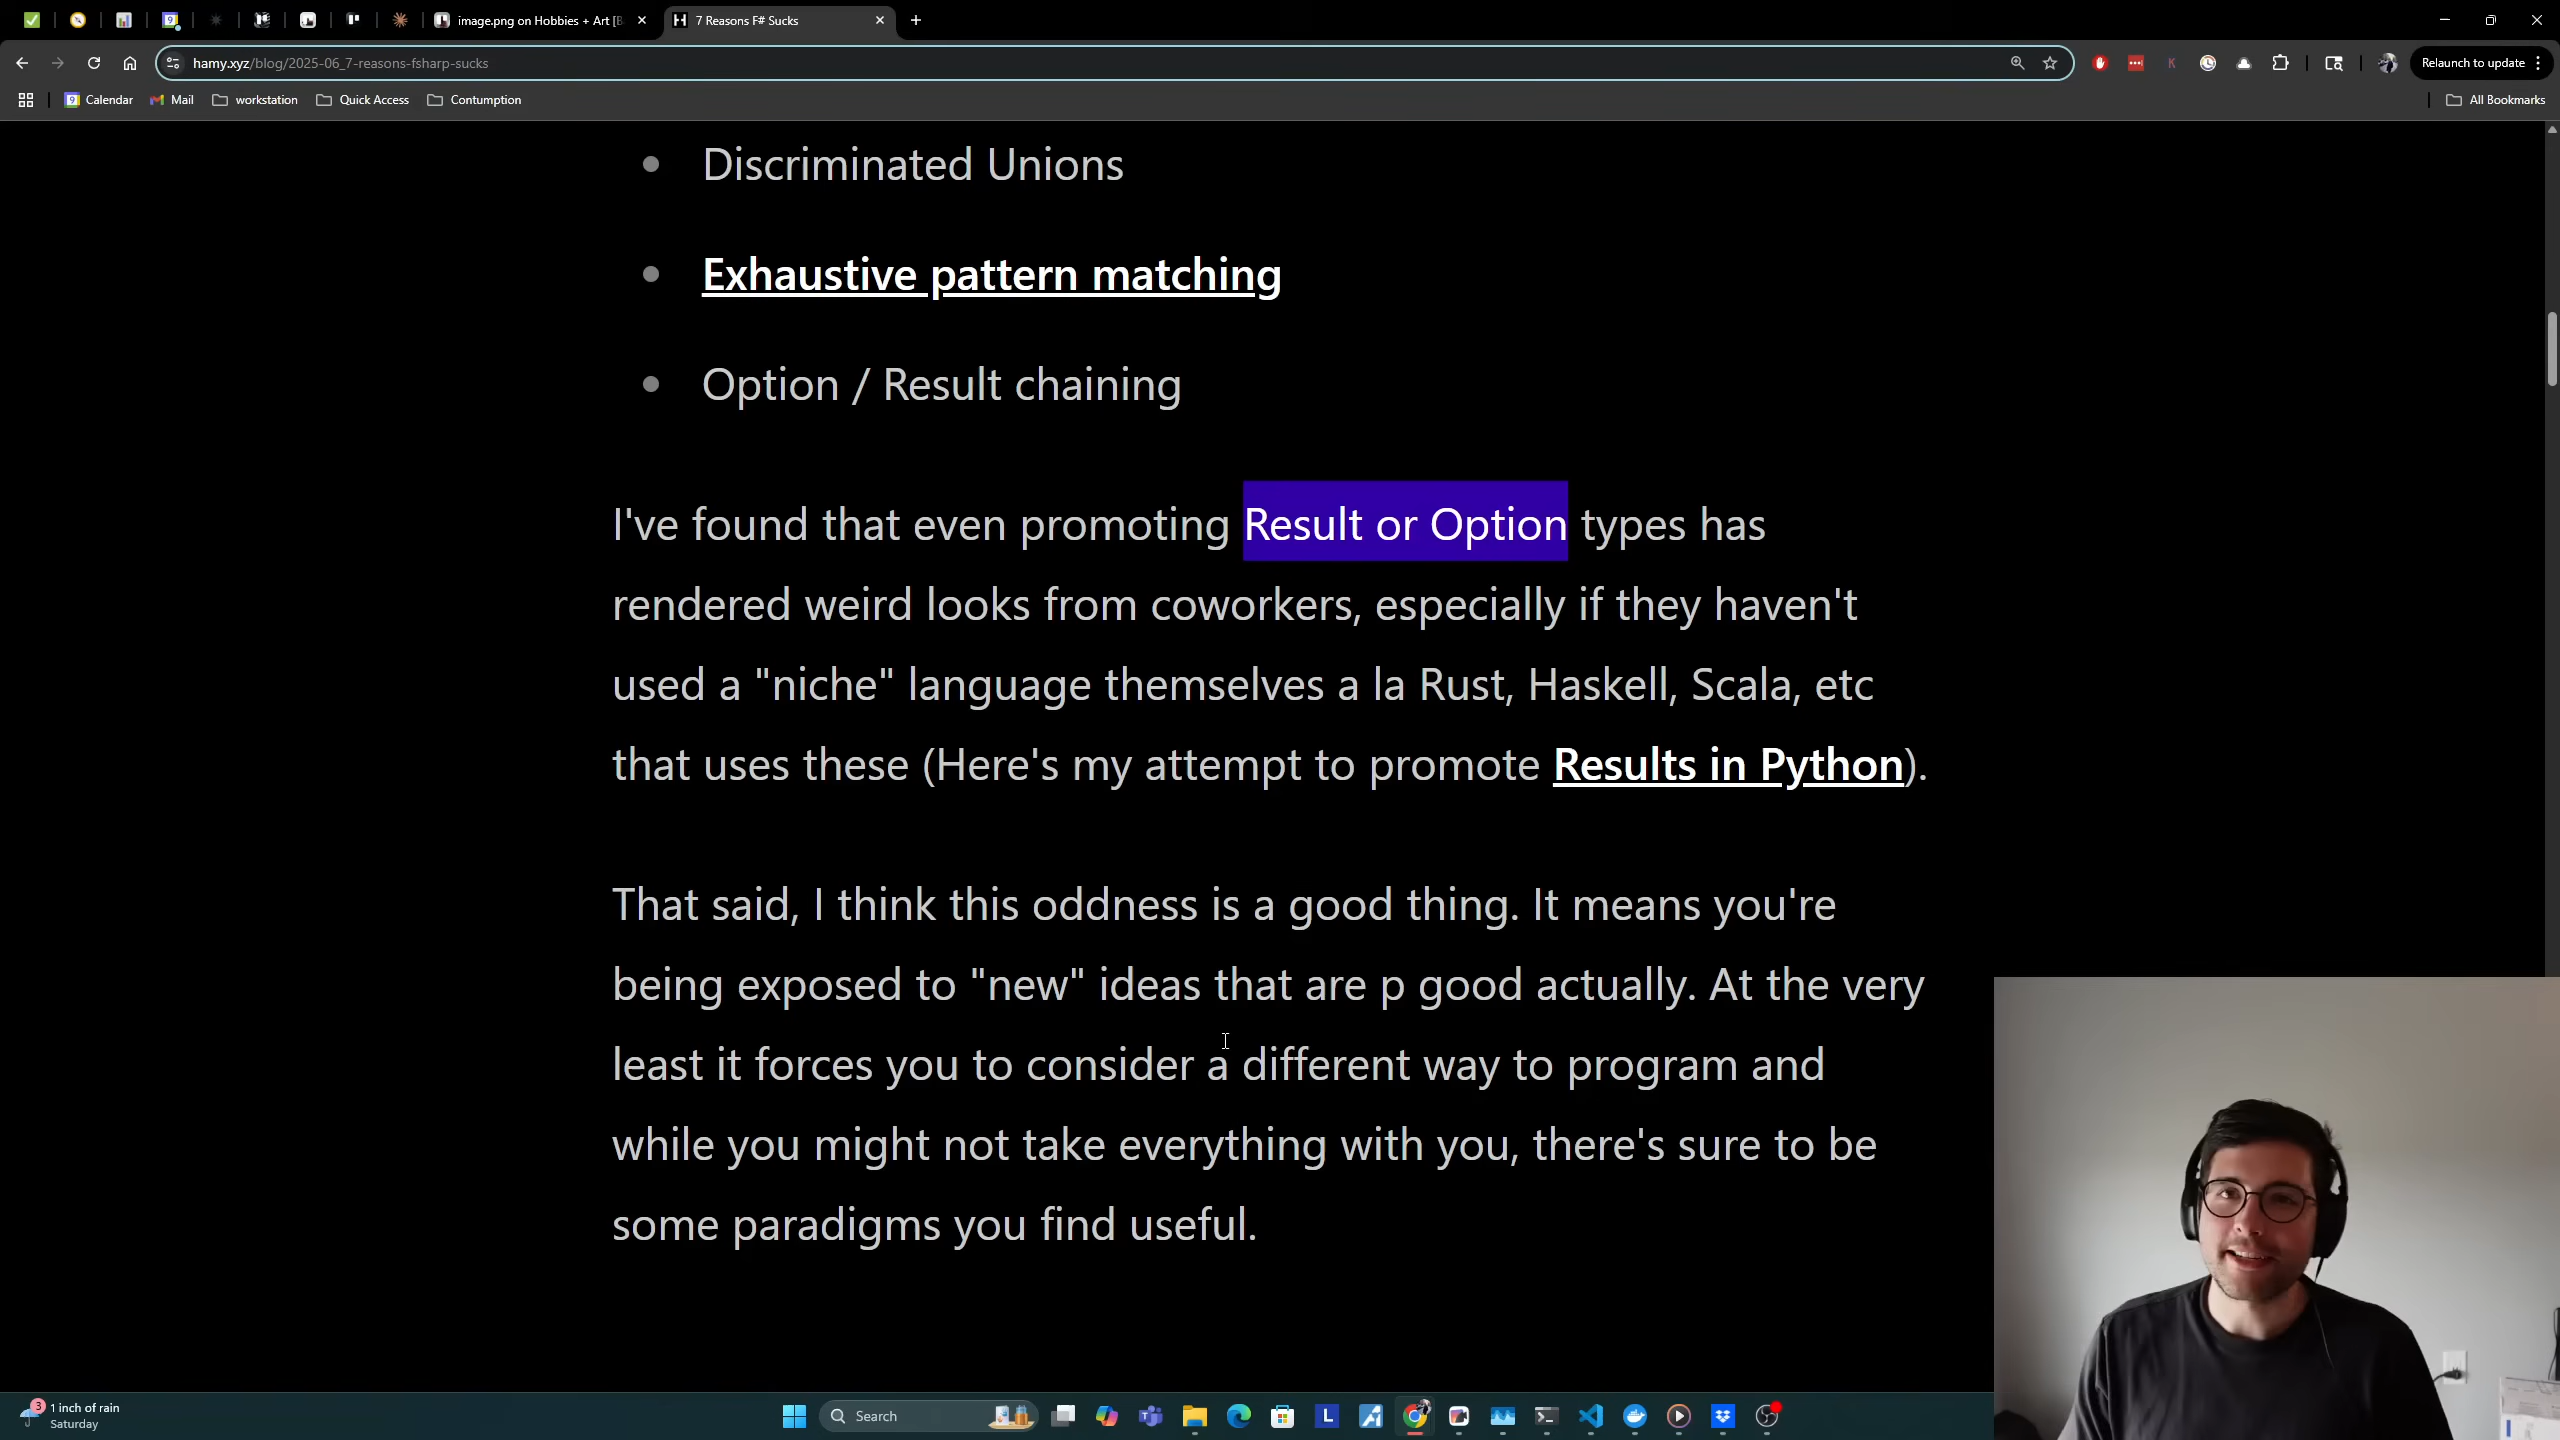 image.png on Hobbies + Art [B
7 Reasons F# Sucks
hamy.xyz/blog/2025-06_7-reasons-fsharp-sucks
Relaunch to update
Calendar
Mail
workstation
Quick Access
Contumption
All Bookmarks
Discriminated Unions
Exhaustive pattern matching
Option / Result chaining
I've found that even promoting Result or Option types has
rendered weird looks from coworkers, especially if they haven't
used a "niche" language themselves a la Rust, Haskell, Scala, etc
that uses these (Here's my attempt to promote Results in Python).
That said, I think this oddness is a good thing. It means you're
being exposed to "new" ideas that are p good actually. At the very
least it forces you to consider a different way to program and
while you might not take everything with you, there's sure to be
some paradigms you find useful.
3
1 inch of rain
Saturday
Search